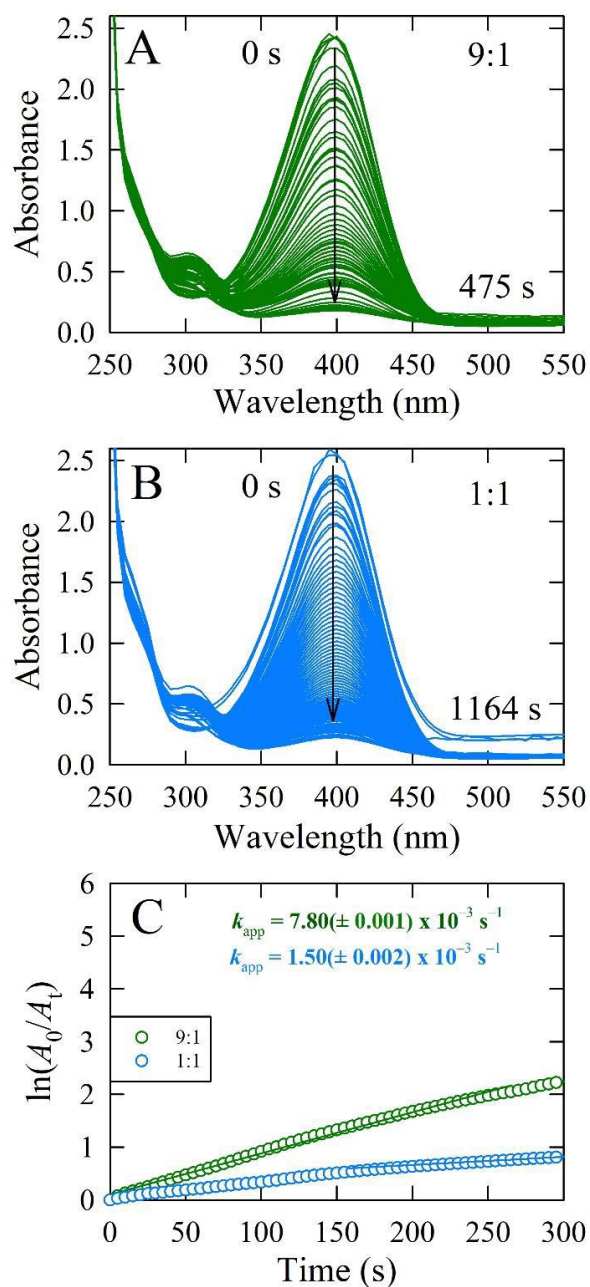 A
0 s
9:1
475 s
2.5
2.0
1.5
1.0
0.5
0.0
Absorbance
250 300 350 400 450 500 550
Wavelength (nm)
B
0 s
1:1
1164 s
2.5
2.0
1.5
1.0
0.5
0.0
Absorbance
250 300 350 400 450 500 550
Wavelength (nm)
C
k_app = 7.80(± 0.001) x 10⁻³ s⁻¹
k_app = 1.50(± 0.002) x 10⁻³ s⁻¹
9:1
1:1
6
5
4
3
2
1
0
ln(A₀/Aₜ)
0 50 100 150 200 250 300
Time (s)